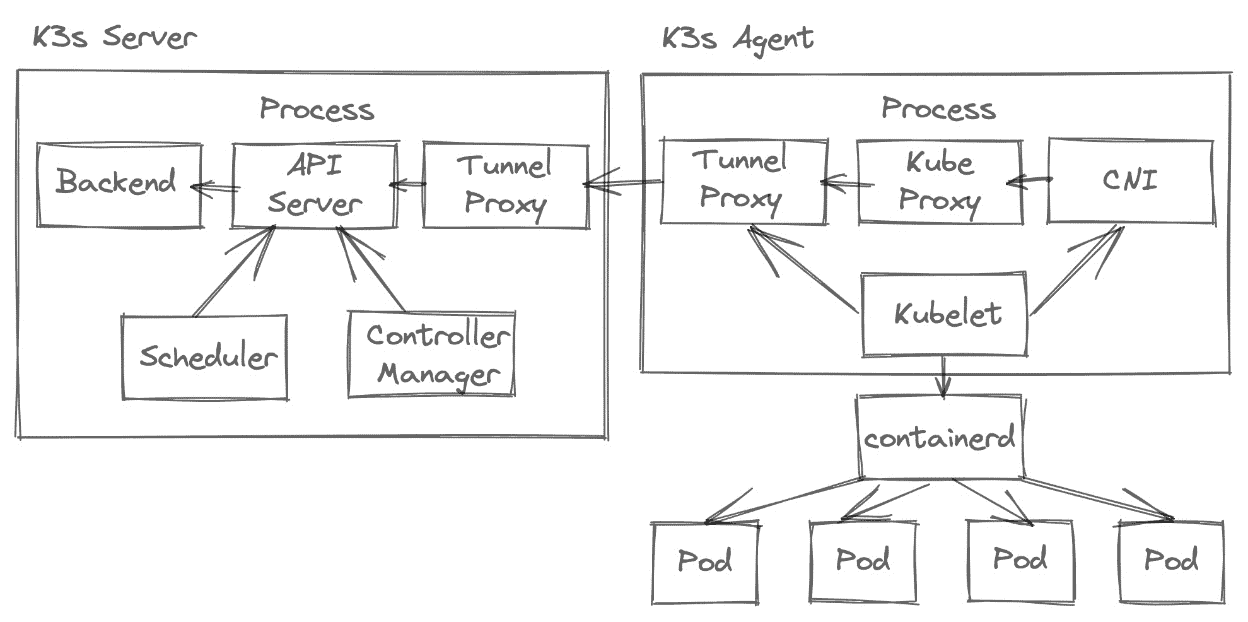 K3s Server
K3s Agent
Process
Process
Backend
API
Server
Tunnel
Proxy
Tunnel
Proxy
Kube
Proxy
CNI
Scheduler
Controller
Manager
Kubelet
containerd
Pod
Pod
Pod
Pod